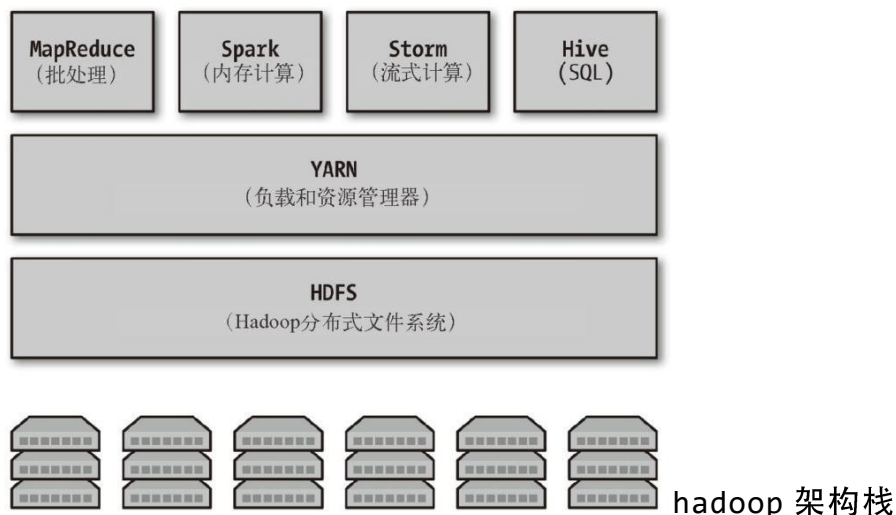 MapReduce
(批处理)
Spark
(内存计算)
Storm
(流式计算)
Hive
(SQL)
YARN
(负载和资源管理器)
HDFS
(Hadoop分布式文件系统)
hadoop 架构栈